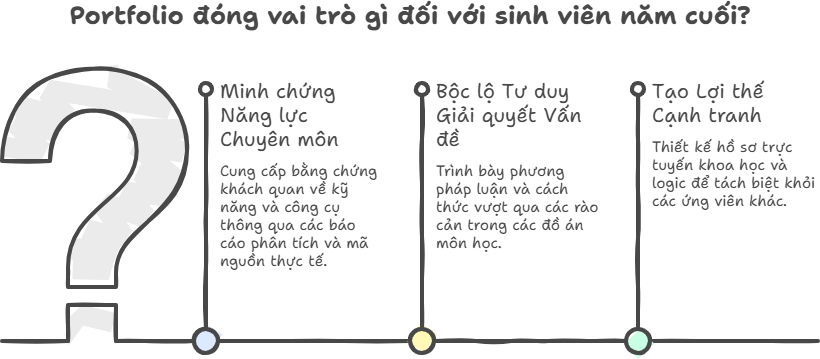 Portfolio đóng vai trò gì đối với sinh viên năm cuối?
Minh chứng
Năng lực
Chuyên môn
Cung cấp bằng chứng
khách quan về kỹ
năng và công cụ
thông qua các báo
cáo phân tích và mã
nguồn thực tế.
Bộc lộ Tư duy
Giải quyết Vấn
đề
Trình bày phương
pháp luận và cách
thức vượt qua các rào
cản trong các đồ án
môn học.
Tạo Lợi thế
Cạnh tranh
Thiết kế hồ sơ trực
tuyến khoa học và
logic để tách biệt khỏi
các ứng viên khác.